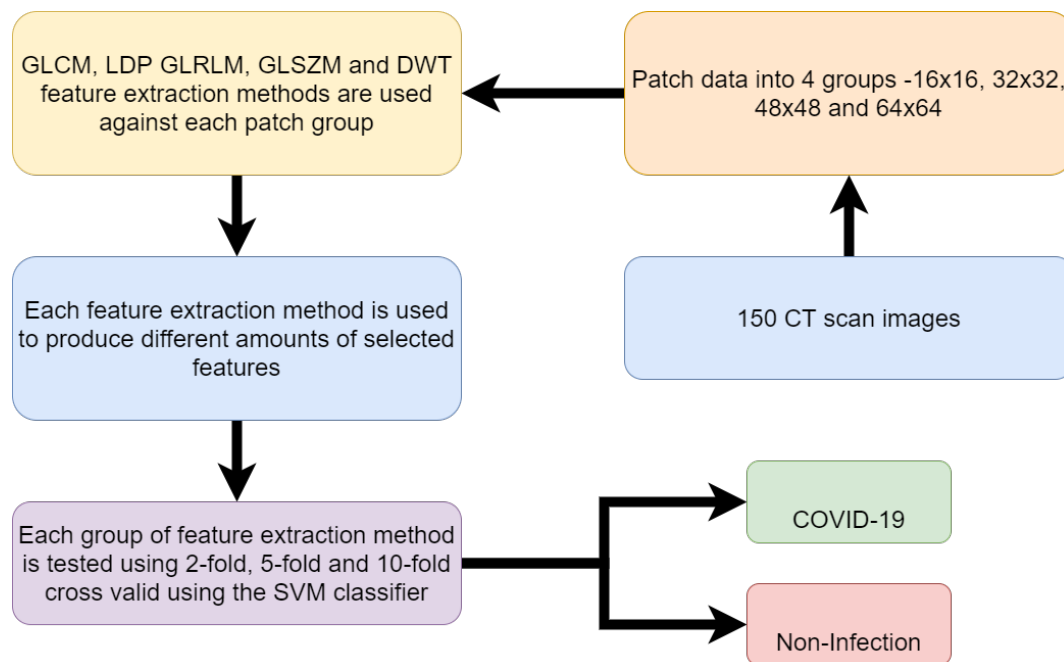 GLCM, LDP GLRLM, GLSZM and DWT
feature extraction methods are used
against each patch group
Patch data into 4 groups -16x16, 32x32,
48x48 and 64x64
Each feature extraction method is used
to produce different amounts of selected
features
150 CT scan images
Each group of feature extraction method
is tested using 2-fold, 5-fold and 10-fold
cross valid using the SVM classifier
COVID-19
Non-Infection